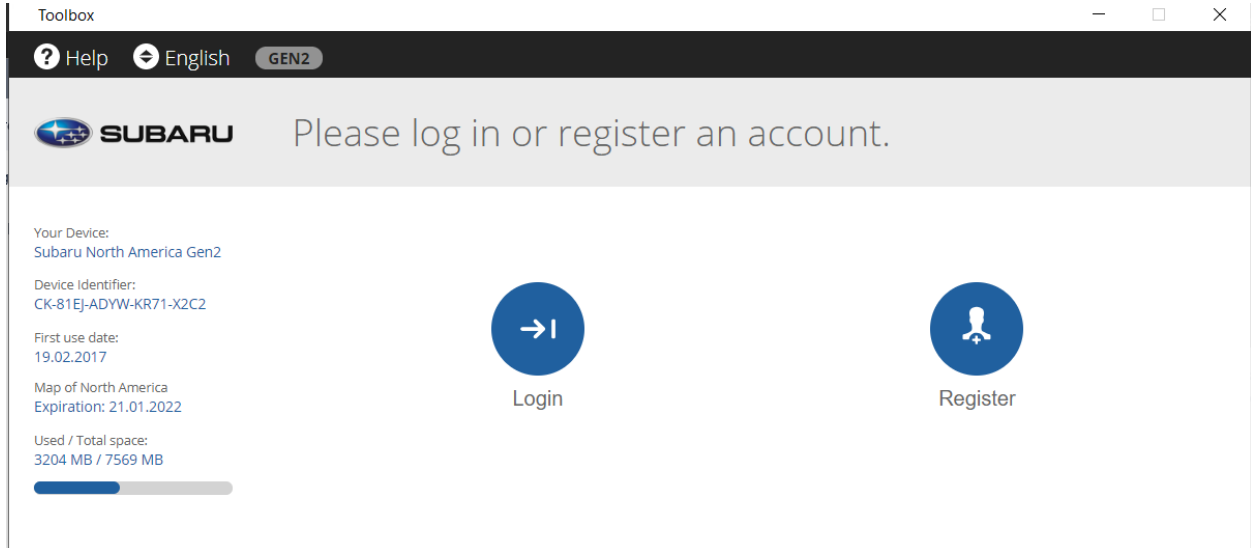 Toolbox
? Help English GEN2
SUBARU Please log in or register an account.
Your Device:
Subaru North America Gen2
Device Identifier:
CK-81EJ-ADYW-KR71-X2C2
First use date:
19.02.2017
Map of North America
Expiration: 21.01.2022
Used / Total space:
3204 MB / 7569 MB
Login
Register